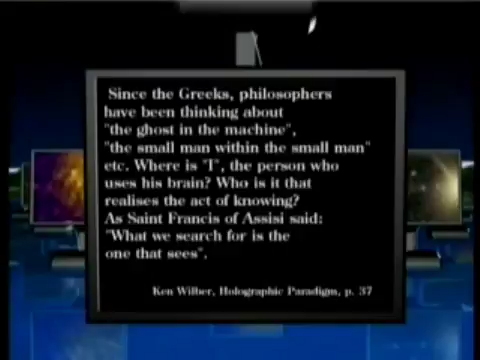 Since the Greeks, philosophers
have been thinking about
"the ghost in the machine",
"the small man within the small man"
etc. Where is "I", the person who
uses his brain? Who is it that
realises the act of knowing?
As Saint Francis of Assisi said:
"What we search for is the
one that sees".
Ken Wilber, Holographic Paradigm, p. 37